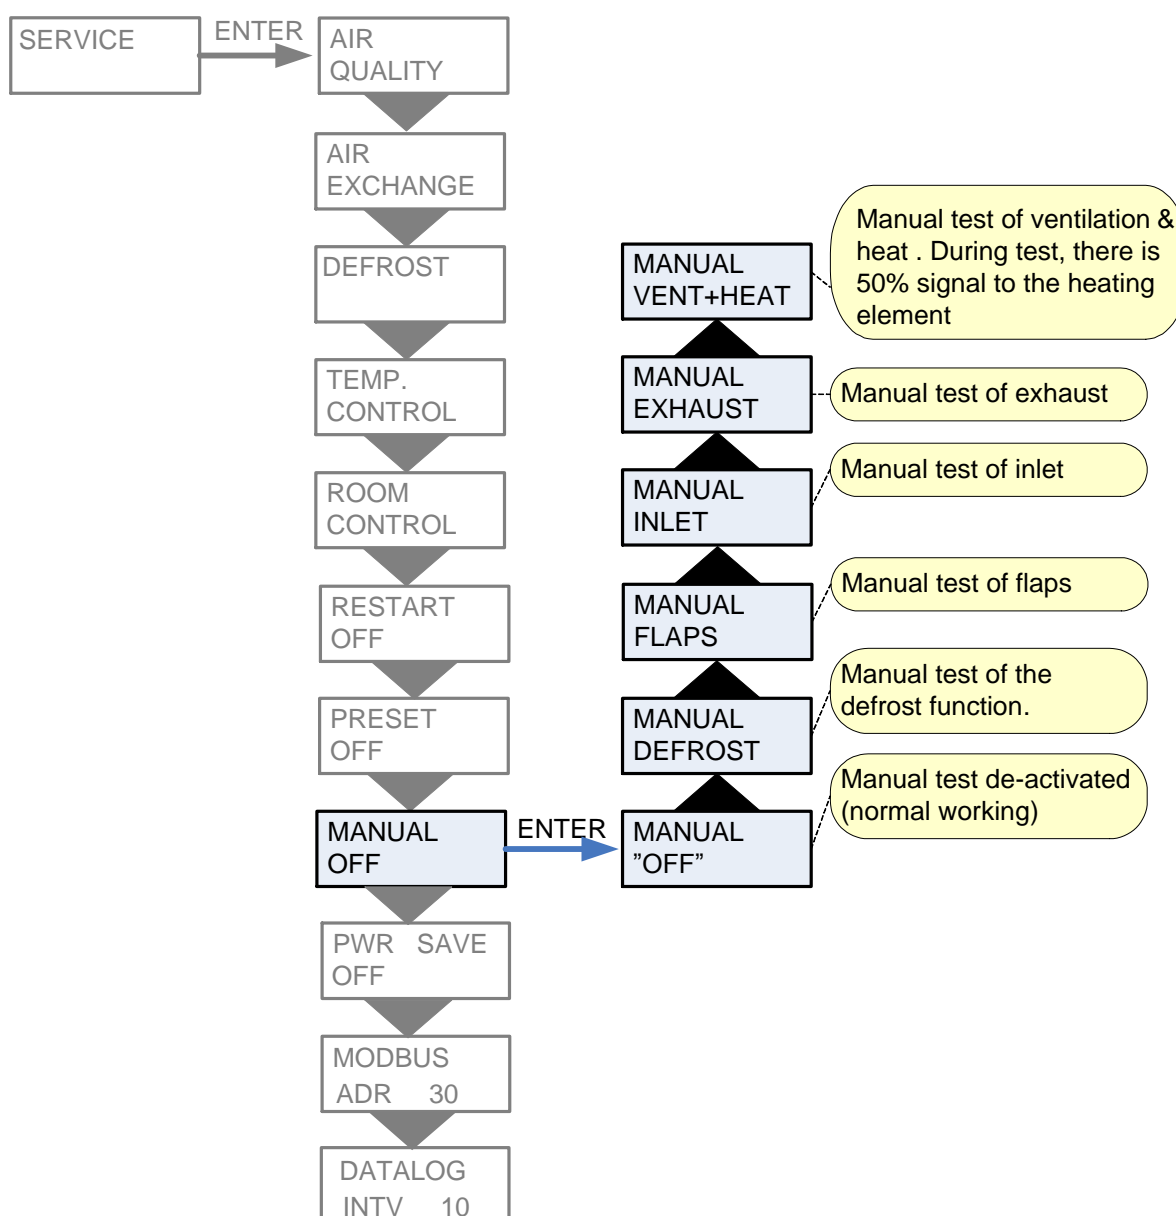 SERVICE
ENTER
AIR
QUALITY
AIR
EXCHANGE
DEFROST
TEMP.
CONTROL
ROOM
CONTROL
RESTART
OFF
PRESET
OFF
MANUAL
OFF
ENTER
PWR SAVE
OFF
MODBUS
ADR 30
DATALOG
INTV 10
MANUAL
VENT+HEAT
Manual test of ventilation &
heat . During test, there is
50% signal to the heating
element
MANUAL
EXHAUST
Manual test of exhaust
MANUAL
INLET
Manual test of inlet
MANUAL
FLAPS
Manual test of flaps
MANUAL
DEFROST
Manual test of the
defrost function.
MANUAL
”OFF”
Manual test de-activated
(normal working)